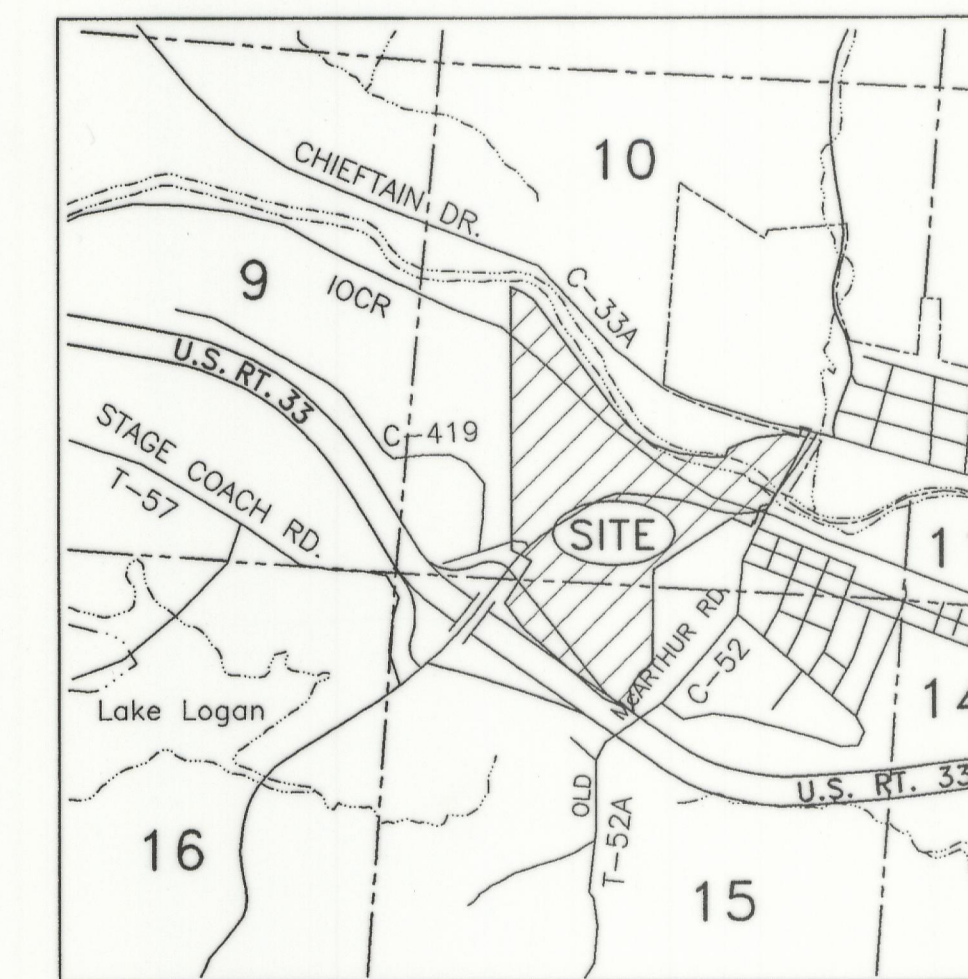 10
CHIEFTAIN DR.
C-33A
9
IOCR
U.S. RT. 33
C-419
STAGE COACH RD.
T-57
SITE
McARTHUR RD.
C-52
Lake Logan
U.S. RT. 33
OLD
T-52A
16
15
14